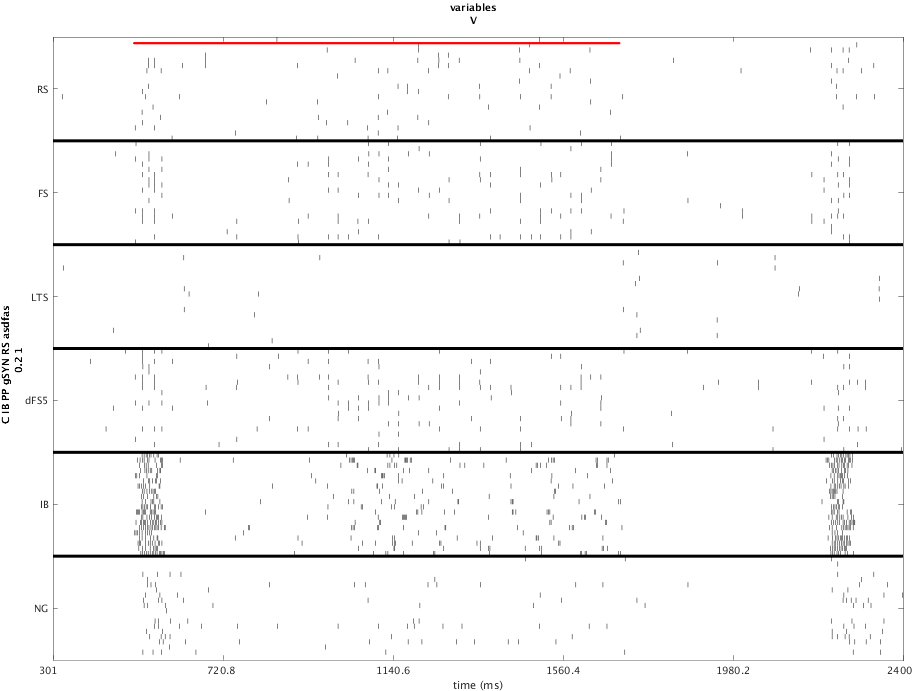 variables
V
RS
FS
LTS
dFS5
IB
NG
C IB PP gSYN RS asdfas
0.2 1
301
720.8
1140.6
1560.4
1980.2
2400
time (ms)